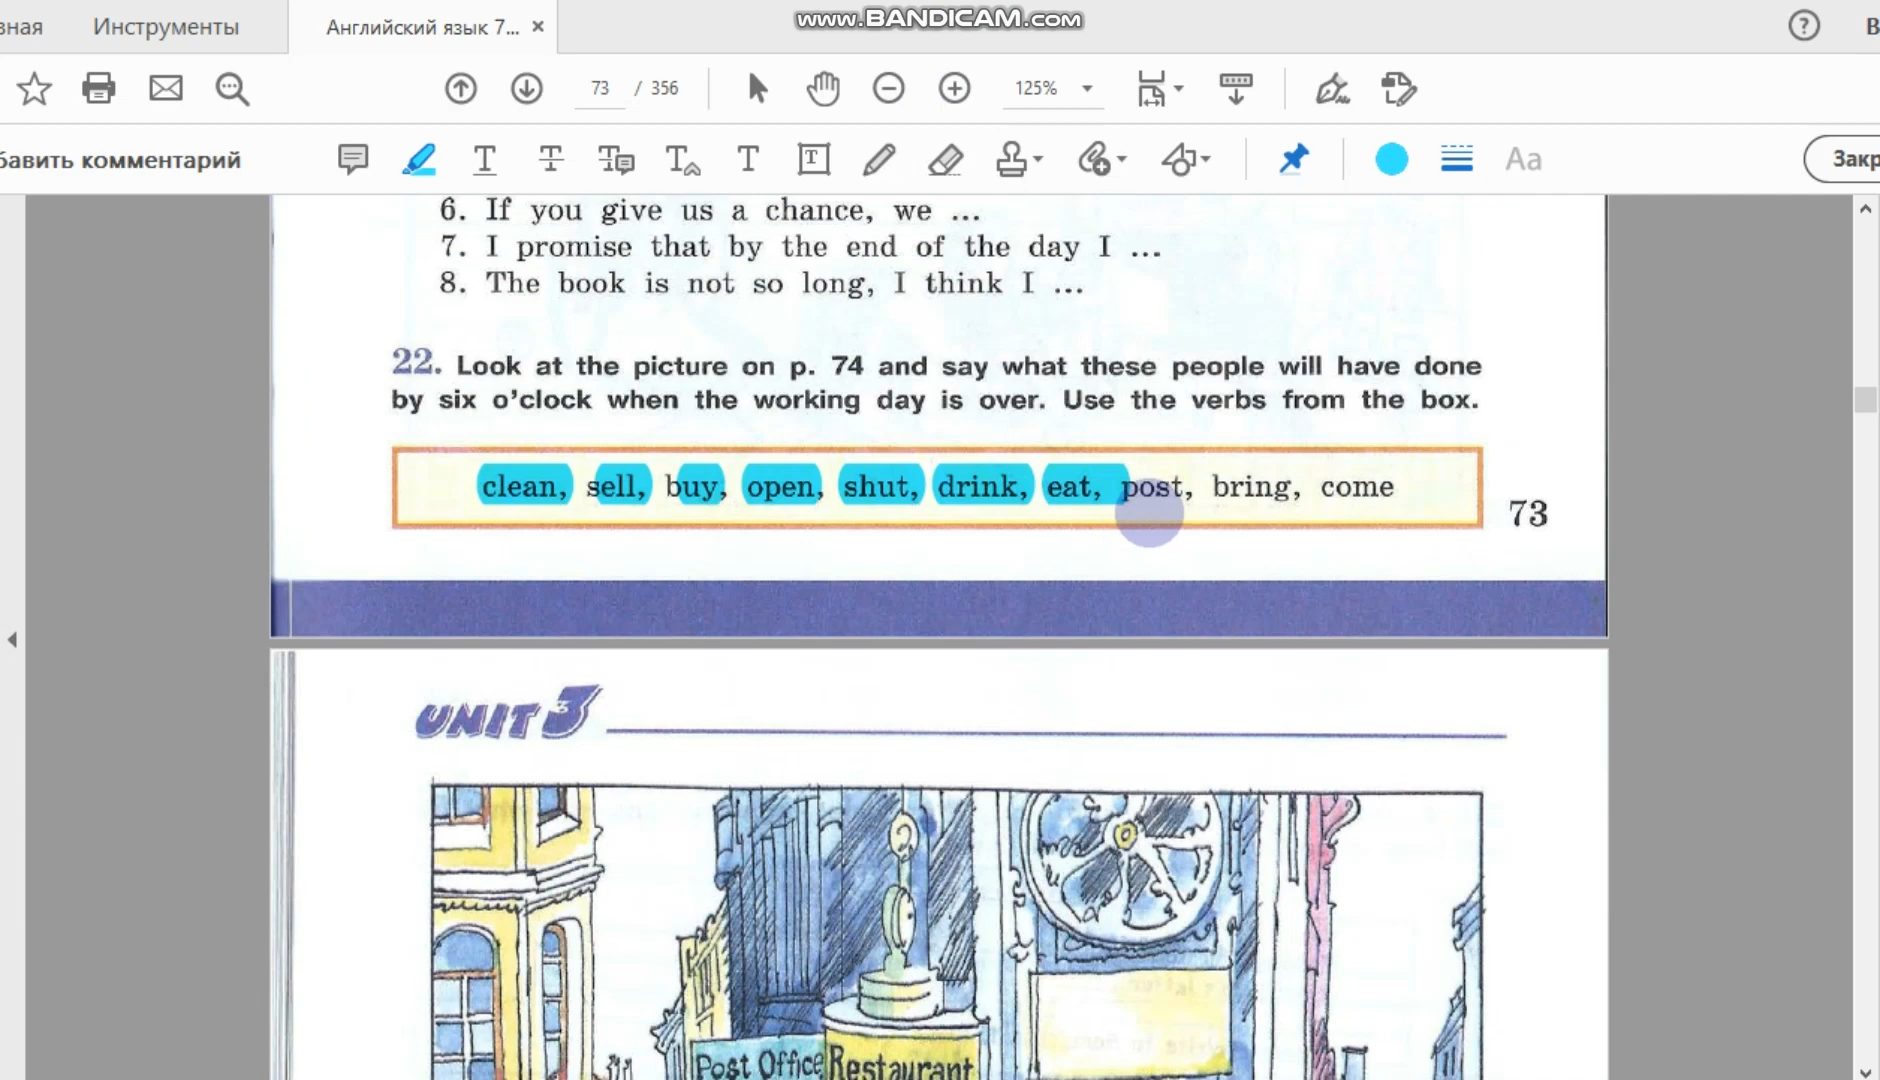 вная
Инструменты
Английский язык 7...
www.BANDICAM.com
В
73 / 356
125%
бавить комментарий
Aa
Закр
6. If you give us a chance, we ...
7. I promise that by the end of the day I ...
8. The book is not so long, I think I ...
22. Look at the picture on p. 74 and say what these people will have done
by six o'clock when the working day is over. Use the verbs from the box.
clean, sell, buy, open, shut, drink, eat, post, bring, come
73
UNIT 3
Post Office
Restaurant